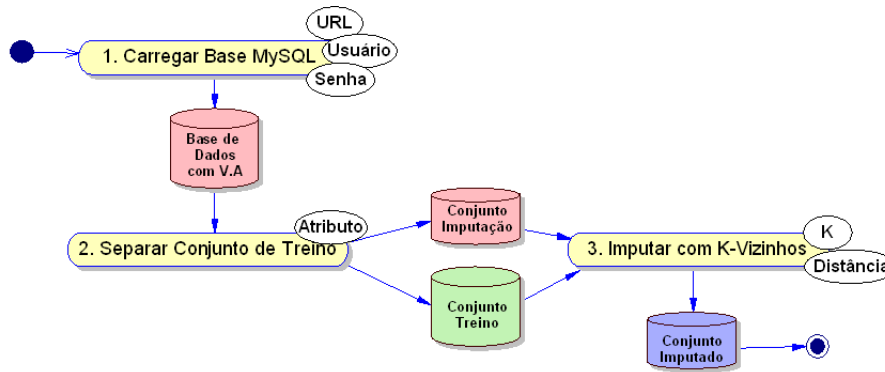 URL
1. Carregar Base MySQL
Usuário
Senha
Base de
Dados
com V.A
Atributo
2. Separar Conjunto de Treino
Conjunto
Imputação
Conjunto
Treino
K
3. Imputar com K-Vizinhos
Distância
Conjunto
Imputado